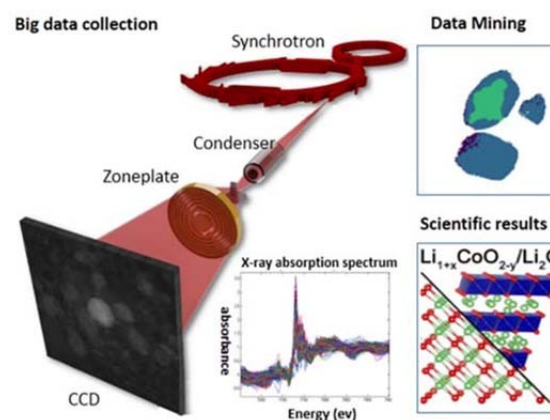 Big data collection
Data Mining
Synchrotron
Condenser
Zoneplate
Scientific results
Li1+xCoO2-y/Li2
X-ray absorption spectrum
absorbance
CCD
Energy (ev)